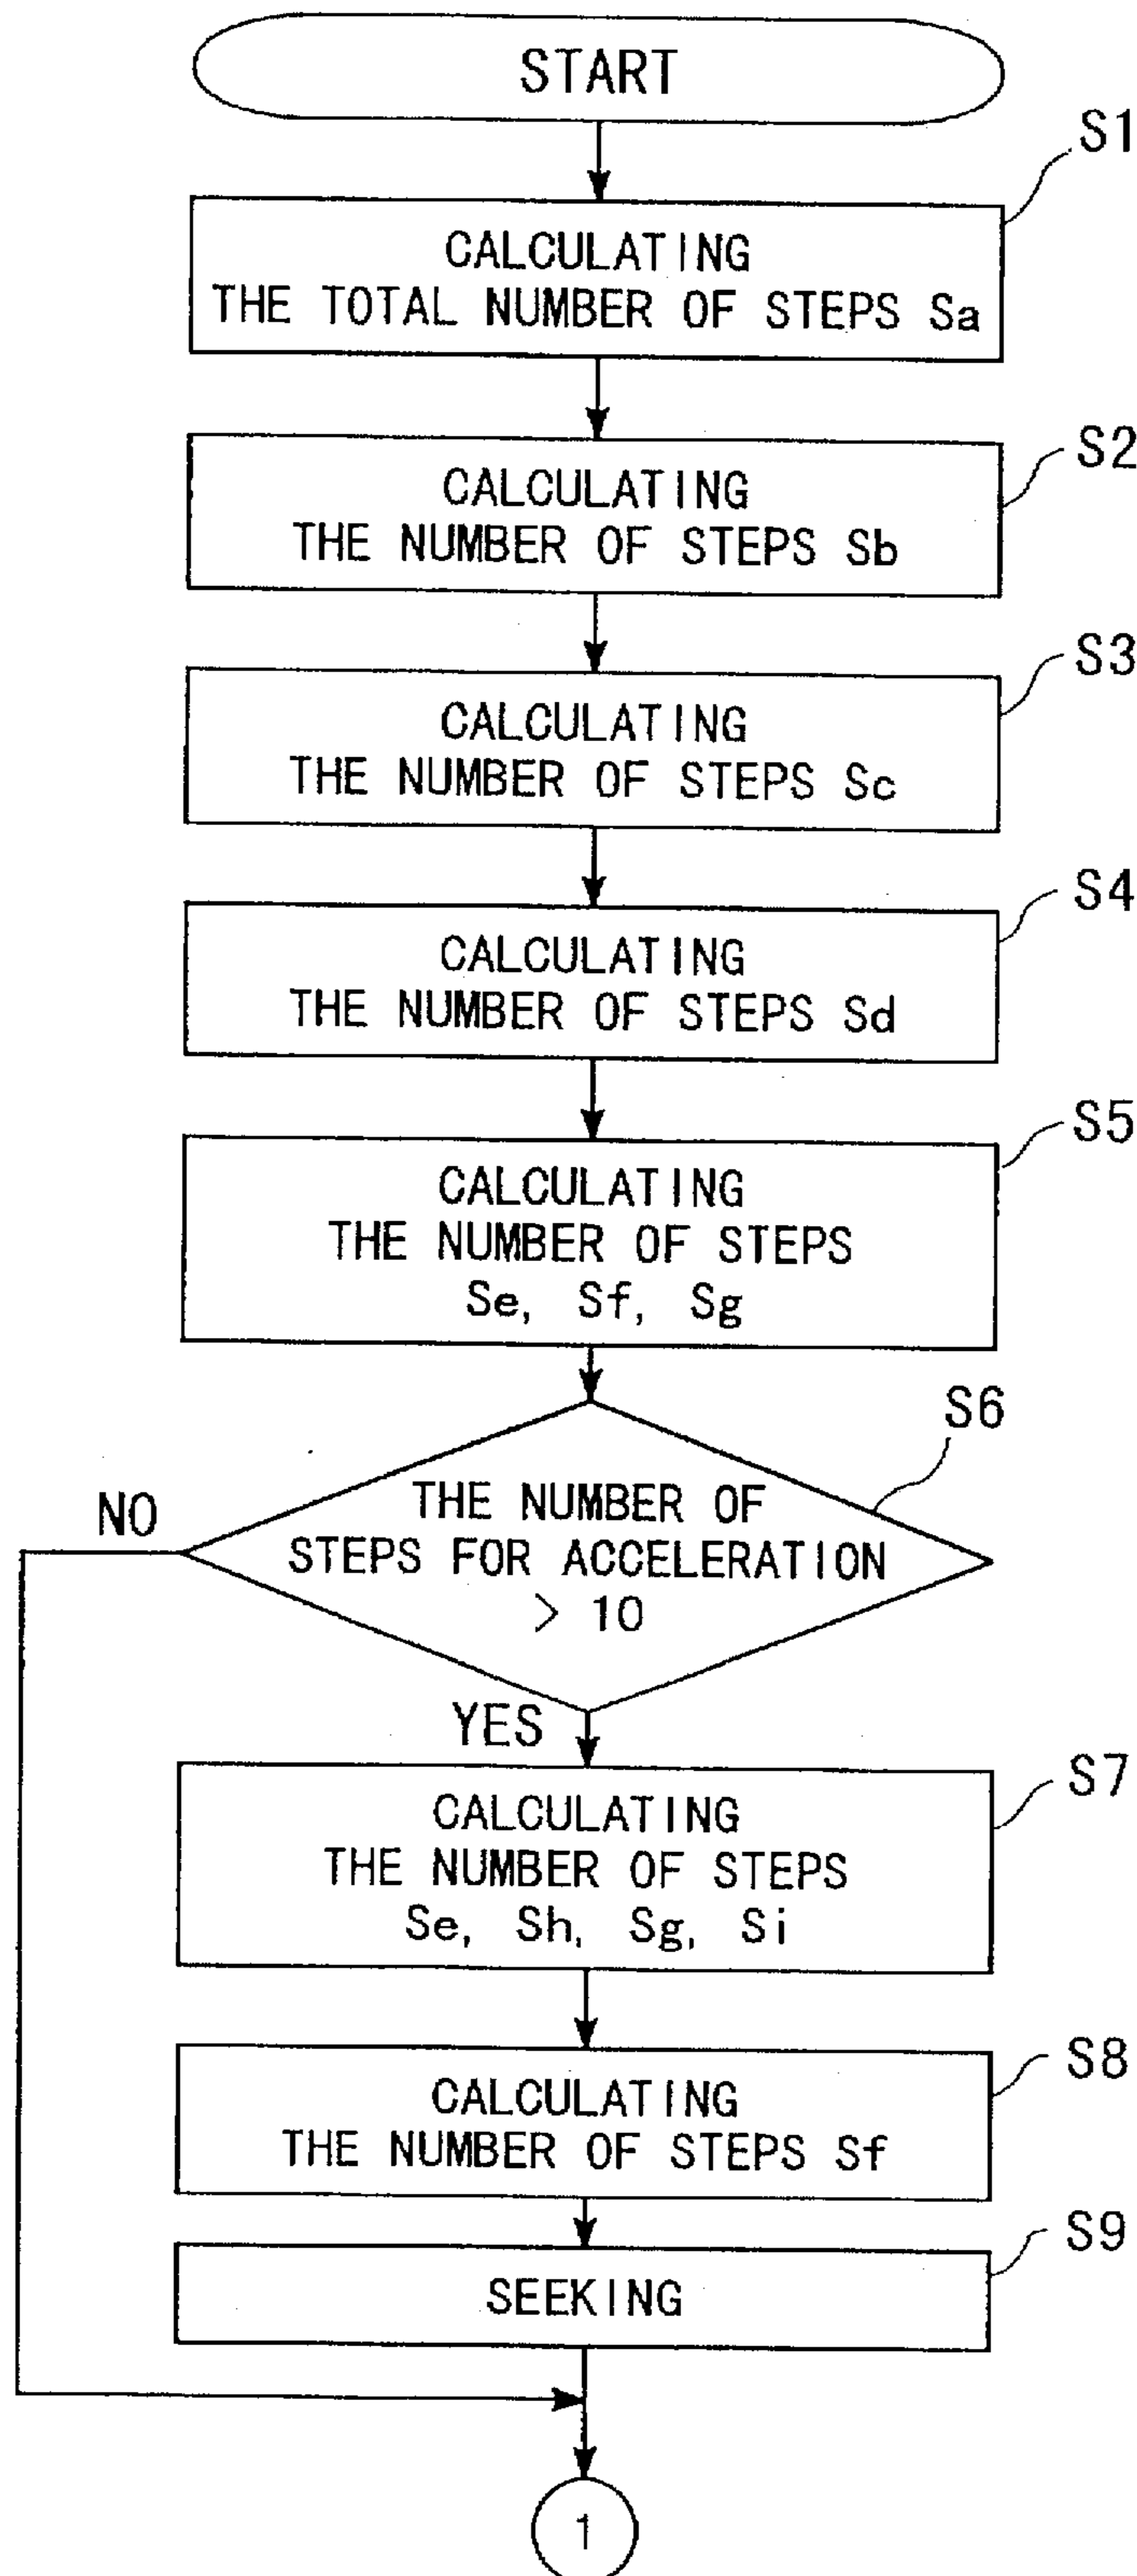 START
S1
CALCULATING
THE TOTAL NUMBER OF STEPS Sa
S2
CALCULATING
THE NUMBER OF STEPS Sb
S3
CALCULATING
THE NUMBER OF STEPS Sc
S4
CALCULATING
THE NUMBER OF STEPS Sd
S5
CALCULATING
THE NUMBER OF STEPS
Se, Sf, Sg
S6
THE NUMBER OF
STEPS FOR ACCELERATION
> 10
NO
YES
S7
CALCULATING
THE NUMBER OF STEPS
Se, Sh, Sg, Si
S8
CALCULATING
THE NUMBER OF STEPS Sf
S9
SEEKING
1